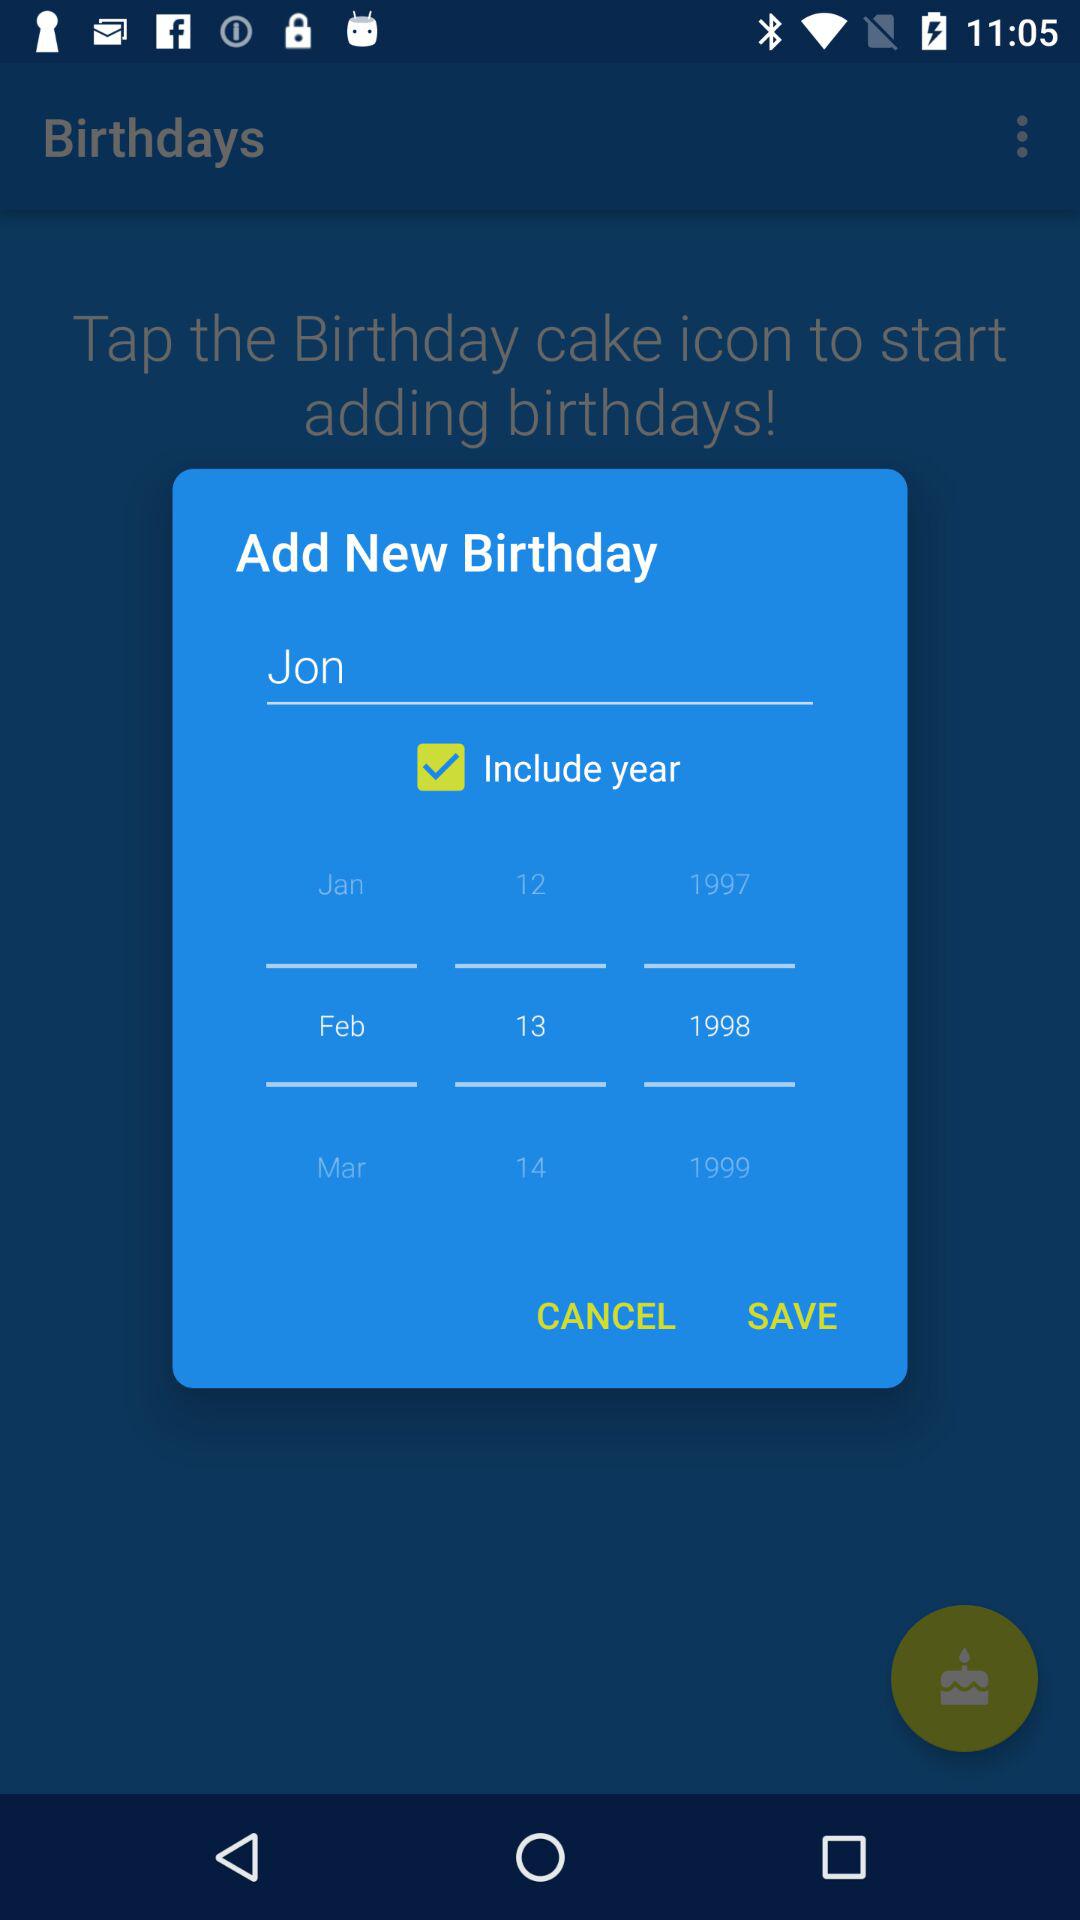 11:05
Birthdays
Tap the Birthday cake icon to start
adding birthdays!
Add New Birthday
Jon
Include year
Jan 12 1997
Feb 13 1998
Mar 14 1999
CANCEL SAVE